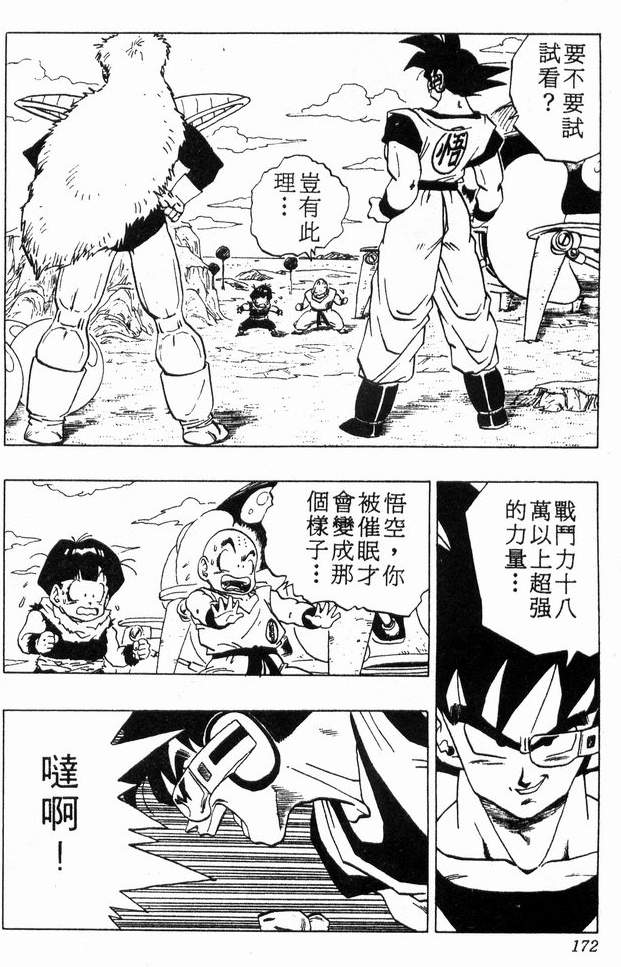 要不要試
試看？
悟
豈有此
理⋯
戰鬥力十八
萬以上超强
的力量⋯
悟空，你
被催眠才
會變成那
個樣子⋯
噠啊！
172